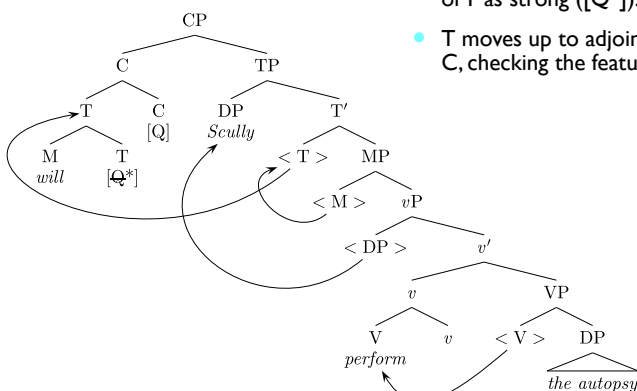 of T as strong ([Q*]).
CP
C TP
T moves up to adjoin
C, checking the featu
T C DP T′
[Q] Scully
M T < T > MP
will [Q*]
< M > vP
< DP > v′
v VP
V v < V > DP
perform
the autopsy